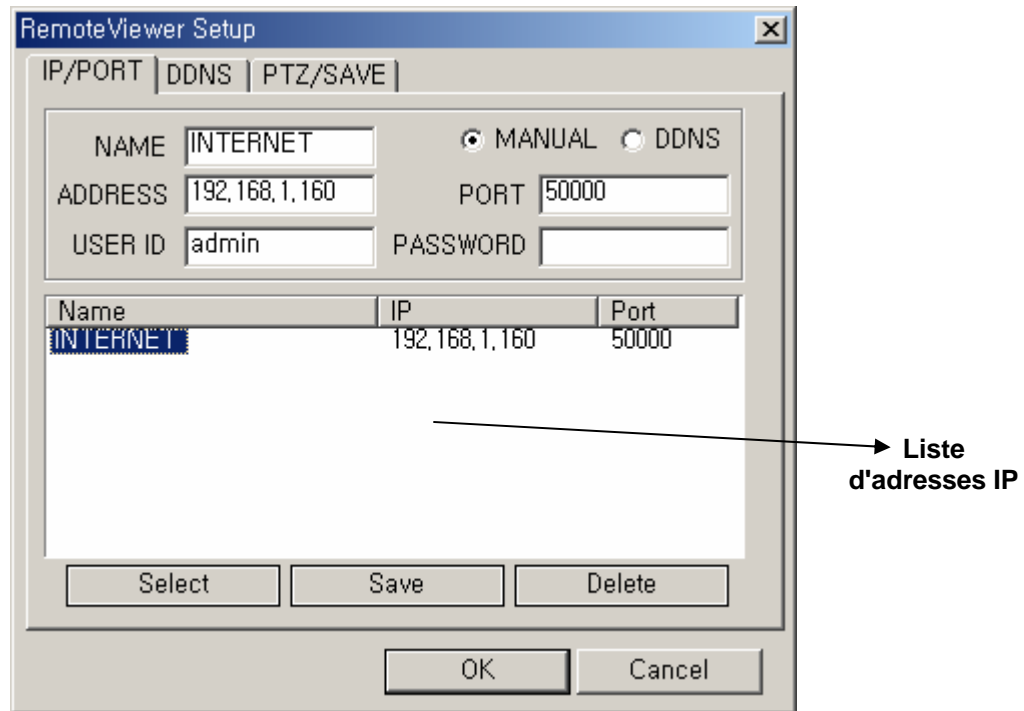 RemoteViewer Setup
IP/PORT DDNS PTZ/SAVE
NAME INTERNET MANUAL DDNS
ADDRESS 192,168,1,160 PORT 50000
USER ID admin PASSWORD
Name IP Port
INTERNET 192,168,1,160 50000
Liste
d'adresses IP
Select Save Delete
OK Cancel